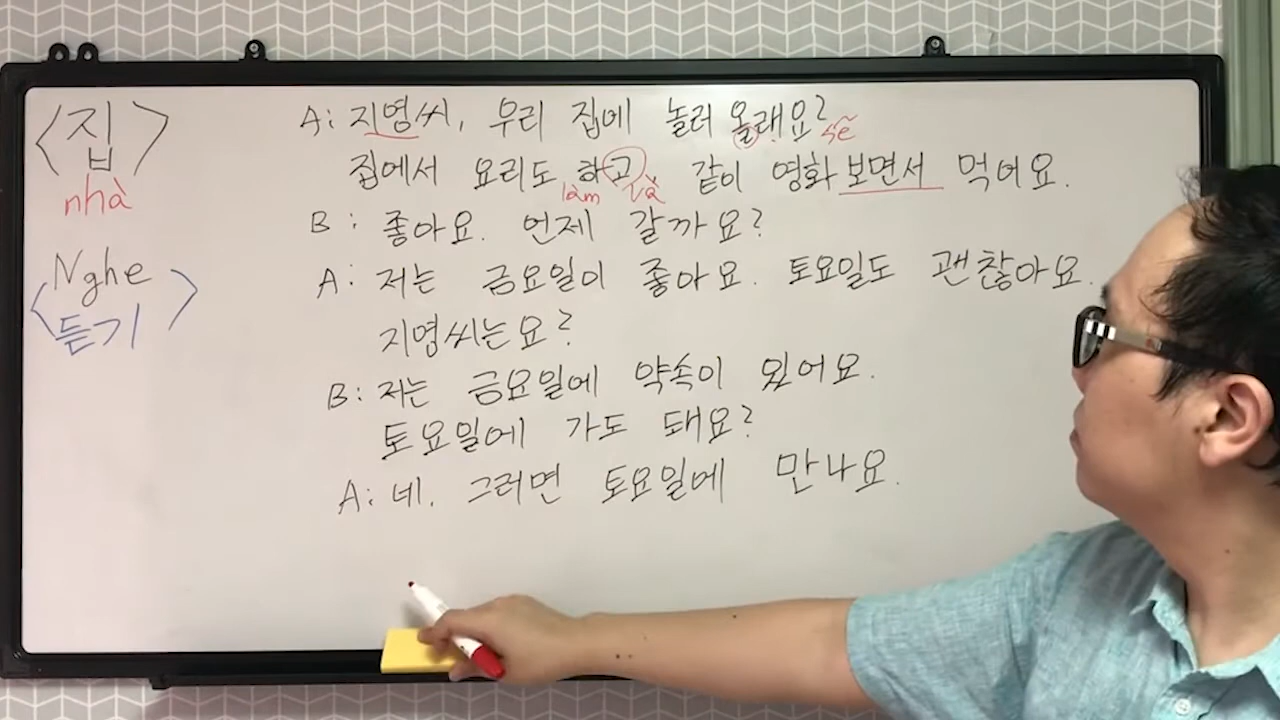 <집>
nhà
Nghe
<듣기>
A: 지영씨, 우리 집에 놀러 올래요?
sẽ
집에서 요리도 하고 같이 영화 보면서 먹어요.
làm và
B: 좋아요. 언제 갈까요?
A: 저는 금요일이 좋아요. 토요일도 괜찮아요.
지영씨는요?
B: 저는 금요일에 약속이 있어요.
토요일에 가도 돼요?
A: 네. 그러면 토요일에 만나요.